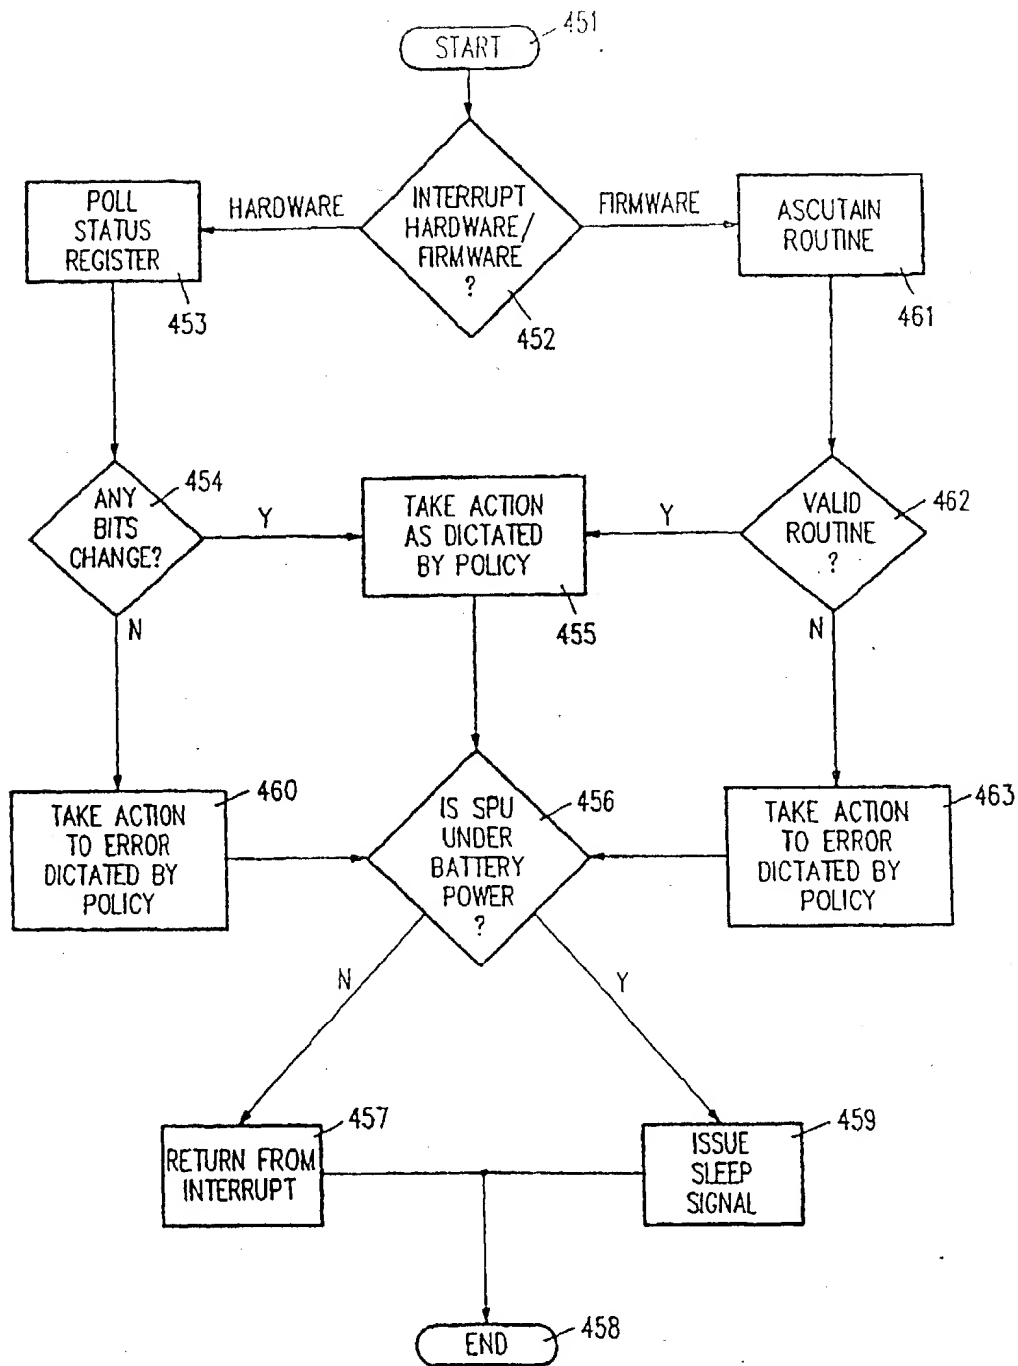 START
451
INTERRUPT
HARDWARE/
FIRMWARE
?
452
HARDWARE
FIRMWARE
POLL
STATUS
REGISTER
453
ASCUTAIN
ROUTINE
461
ANY
BITS
CHANGE?
454
Y
N
TAKE ACTION
AS DICTATED
BY POLICY
455
VALID
ROUTINE
?
462
Y
N
TAKE ACTION
TO ERROR
DICTATED BY
POLICY
460
IS SPU
UNDER
BATTERY
POWER
?
456
TAKE ACTION
TO ERROR
DICTATED BY
POLICY
463
N
Y
RETURN FROM
INTERRUPT
457
ISSUE
SLEEP
SIGNAL
459
END
458